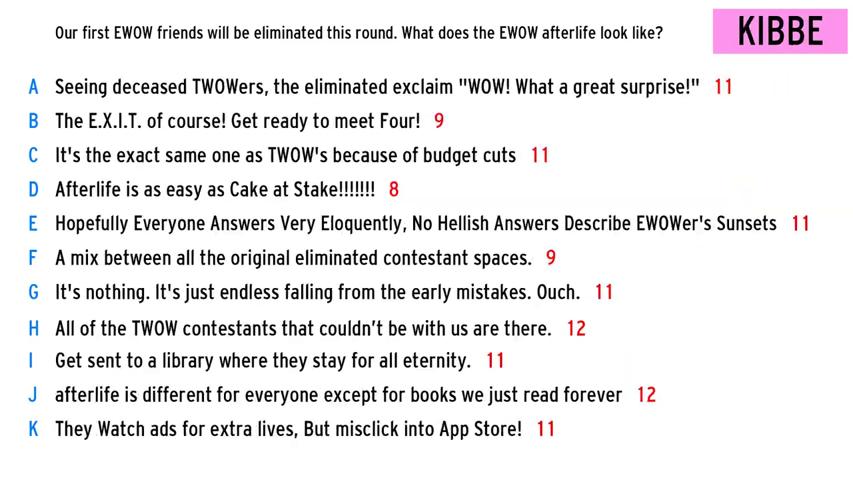 Our first EWOW friends will be eliminated this round. What does the EWOW afterlife look like?
KIBBE
A Seeing deceased TWOWers, the eliminated exclaim "WOW! What a great surprise!" 11
B The E.X.I.T. of course! Get ready to meet Four! 9
C It's the exact same one as TWOW's because of budget cuts 11
D Afterlife is as easy as Cake at Stake!!!!!!! 8
E Hopefully Everyone Answers Very Eloquently, No Hellish Answers Describe EWOWer's Sunsets 11
F A mix between all the original eliminated contestant spaces. 9
G It's nothing. It's just endless falling from the early mistakes. Ouch. 11
H All of the TWOW contestants that couldn’t be with us are there. 12
I Get sent to a library where they stay for all eternity. 11
J afterlife is different for everyone except for books we just read forever 12
K They Watch ads for extra lives, But misclick into App Store! 11